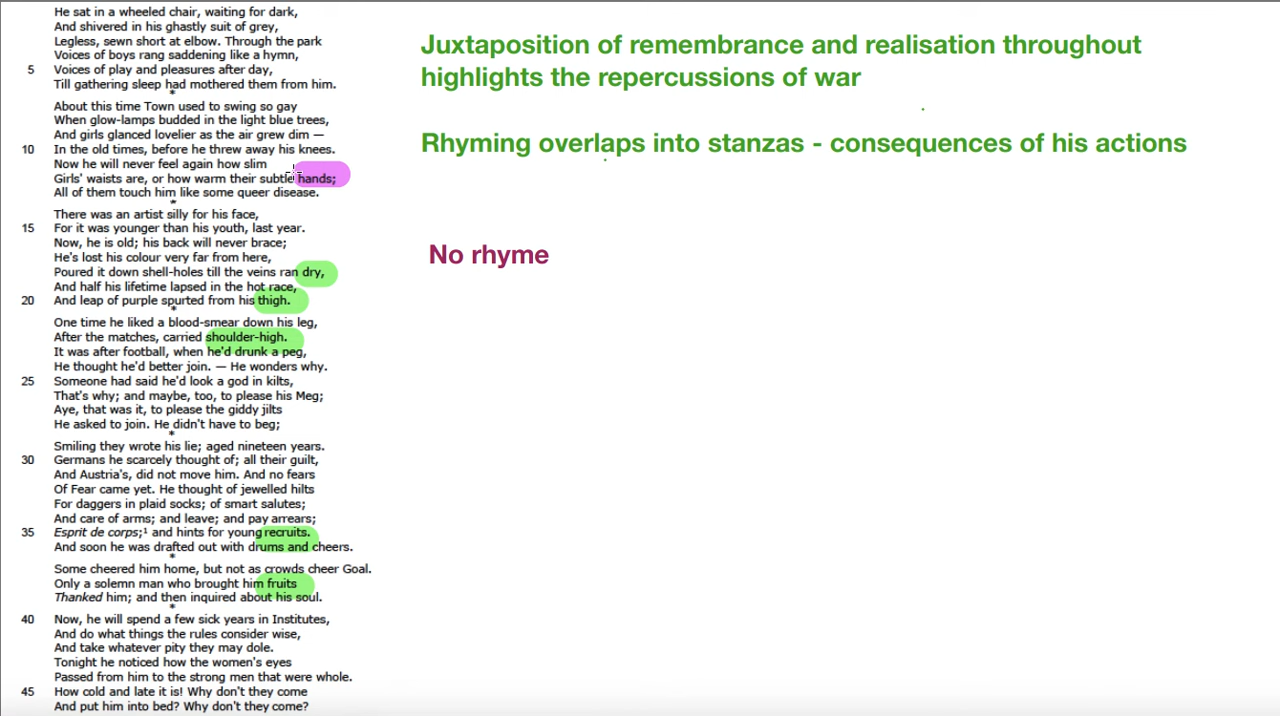 He sat in a wheeled chair, waiting for dark,
And shivered in his ghastly suit of grey,
Legless, sewn short at elbow. Through the park
Voices of boys rang saddening like a hymn,
5 Voices of play and pleasures after day,
Till gathering sleep had mothered them from him.
*
About this time Town used to swing so gay
When glow-lamps budded in the light blue trees,
And girls glanced lovelier as the air grew dim —
10 In the old times, before he threw away his knees.
Now he will never feel again how slim
Girls' waists are, or how warm their subtle hands;
All of them touch him like some queer disease.
*
There was an artist silly for his face,
15 For it was younger than his youth, last year.
Now, he is old; his back will never brace;
He's lost his colour very far from here,
Poured it down shell-holes till the veins ran dry,
And half his lifetime lapsed in the hot race,
20 And leap of purple spurted from his thigh.
*
One time he liked a blood-smear down his leg,
After the matches, carried shoulder-high.
It was after football, when he'd drunk a peg,
He thought he'd better join. — He wonders why.
25 Someone had said he'd look a god in kilts,
That's why; and maybe, too, to please his Meg;
Aye, that was it, to please the giddy jilts
He asked to join. He didn't have to beg;
*
Smiling they wrote his lie; aged nineteen years.
30 Germans he scarcely thought of; all their guilt,
And Austria's, did not move him. And no fears
Of Fear came yet. He thought of jewelled hilts
For daggers in plaid socks; of smart salutes;
And care of arms; and leave; and pay arrears;
35 Esprit de corps;¹ and hints for young recruits.
And soon he was drafted out with drums and cheers.
*
Some cheered him home, but not as crowds cheer Goal.
Only a solemn man who brought him fruits
Thanked him; and then inquired about his soul.
*
40 Now, he will spend a few sick years in Institutes,
And do what things the rules consider wise,
And take whatever pity they may dole.
Tonight he noticed how the women's eyes
Passed from him to the strong men that were whole.
45 How cold and late it is! Why don't they come
And put him into bed? Why don't they come?
Juxtaposition of remembrance and realisation throughout
highlights the repercussions of war
Rhyming overlaps into stanzas - consequences of his actions
No rhyme